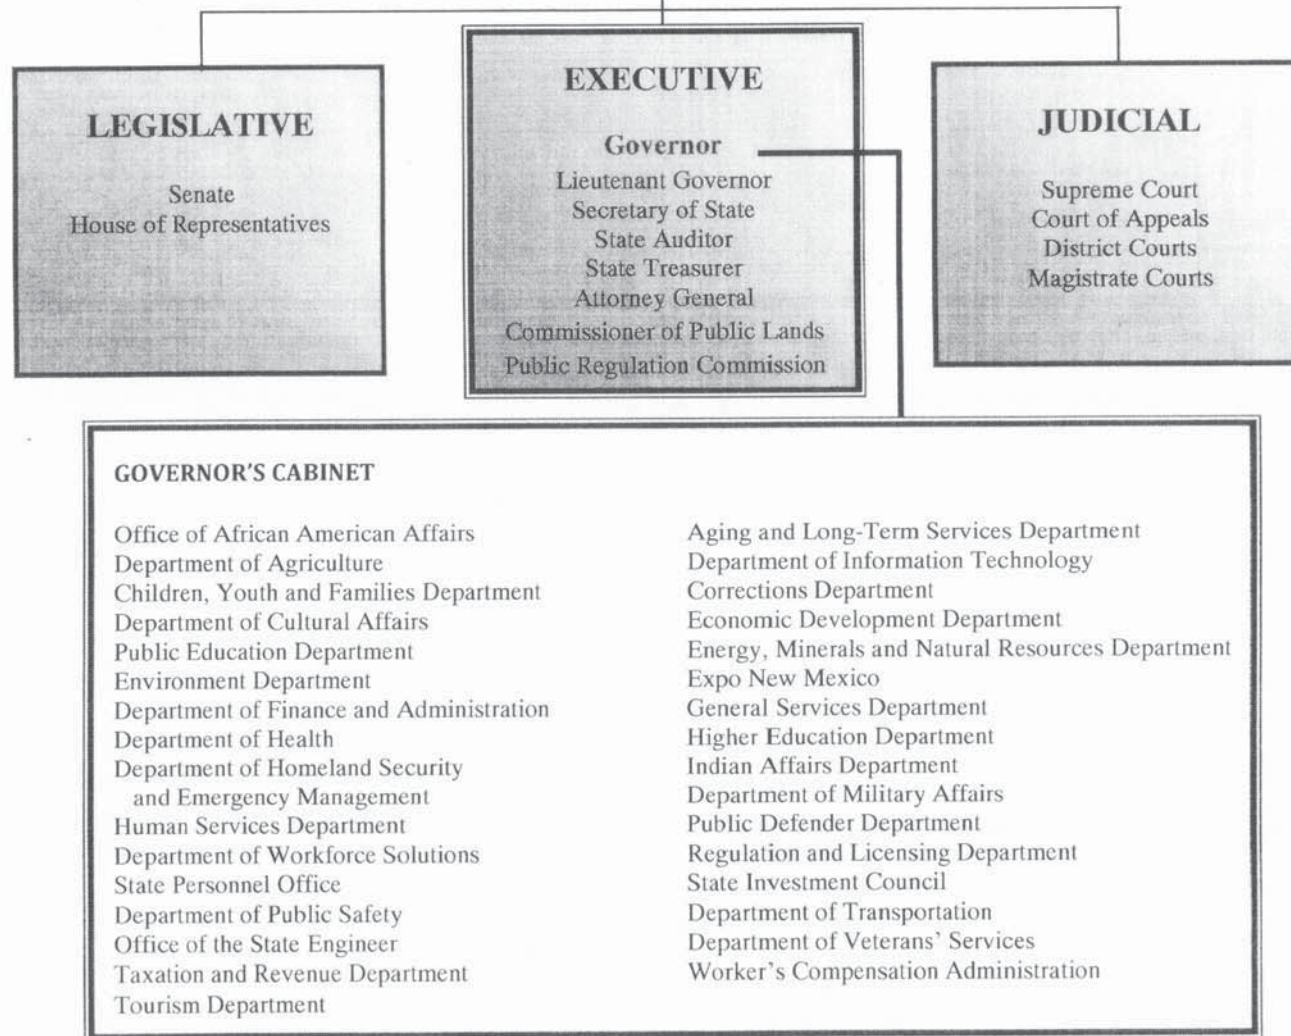 LEGISLATIVE
Senate
House of Representatives
EXECUTIVE
Governor
Lieutenant Governor
Secretary of State
State Auditor
State Treasurer
Attorney General
Commissioner of Public Lands
Public Regulation Commission
JUDICIAL
Supreme Court
Court of Appeals
District Courts
Magistrate Courts
GOVERNOR'S CABINET
Office of African American Affairs
Department of Agriculture
Children, Youth and Families Department
Department of Cultural Affairs
Public Education Department
Environment Department
Department of Finance and Administration
Department of Health
Department of Homeland Security
and Emergency Management
Human Services Department
Department of Workforce Solutions
State Personnel Office
Department of Public Safety
Office of the State Engineer
Taxation and Revenue Department
Tourism Department
Aging and Long-Term Services Department
Department of Information Technology
Corrections Department
Economic Development Department
Energy, Minerals and Natural Resources Department
Expo New Mexico
General Services Department
Higher Education Department
Indian Affairs Department
Department of Military Affairs
Public Defender Department
Regulation and Licensing Department
State Investment Council
Department of Transportation
Department of Veterans' Services
Worker's Compensation Administration